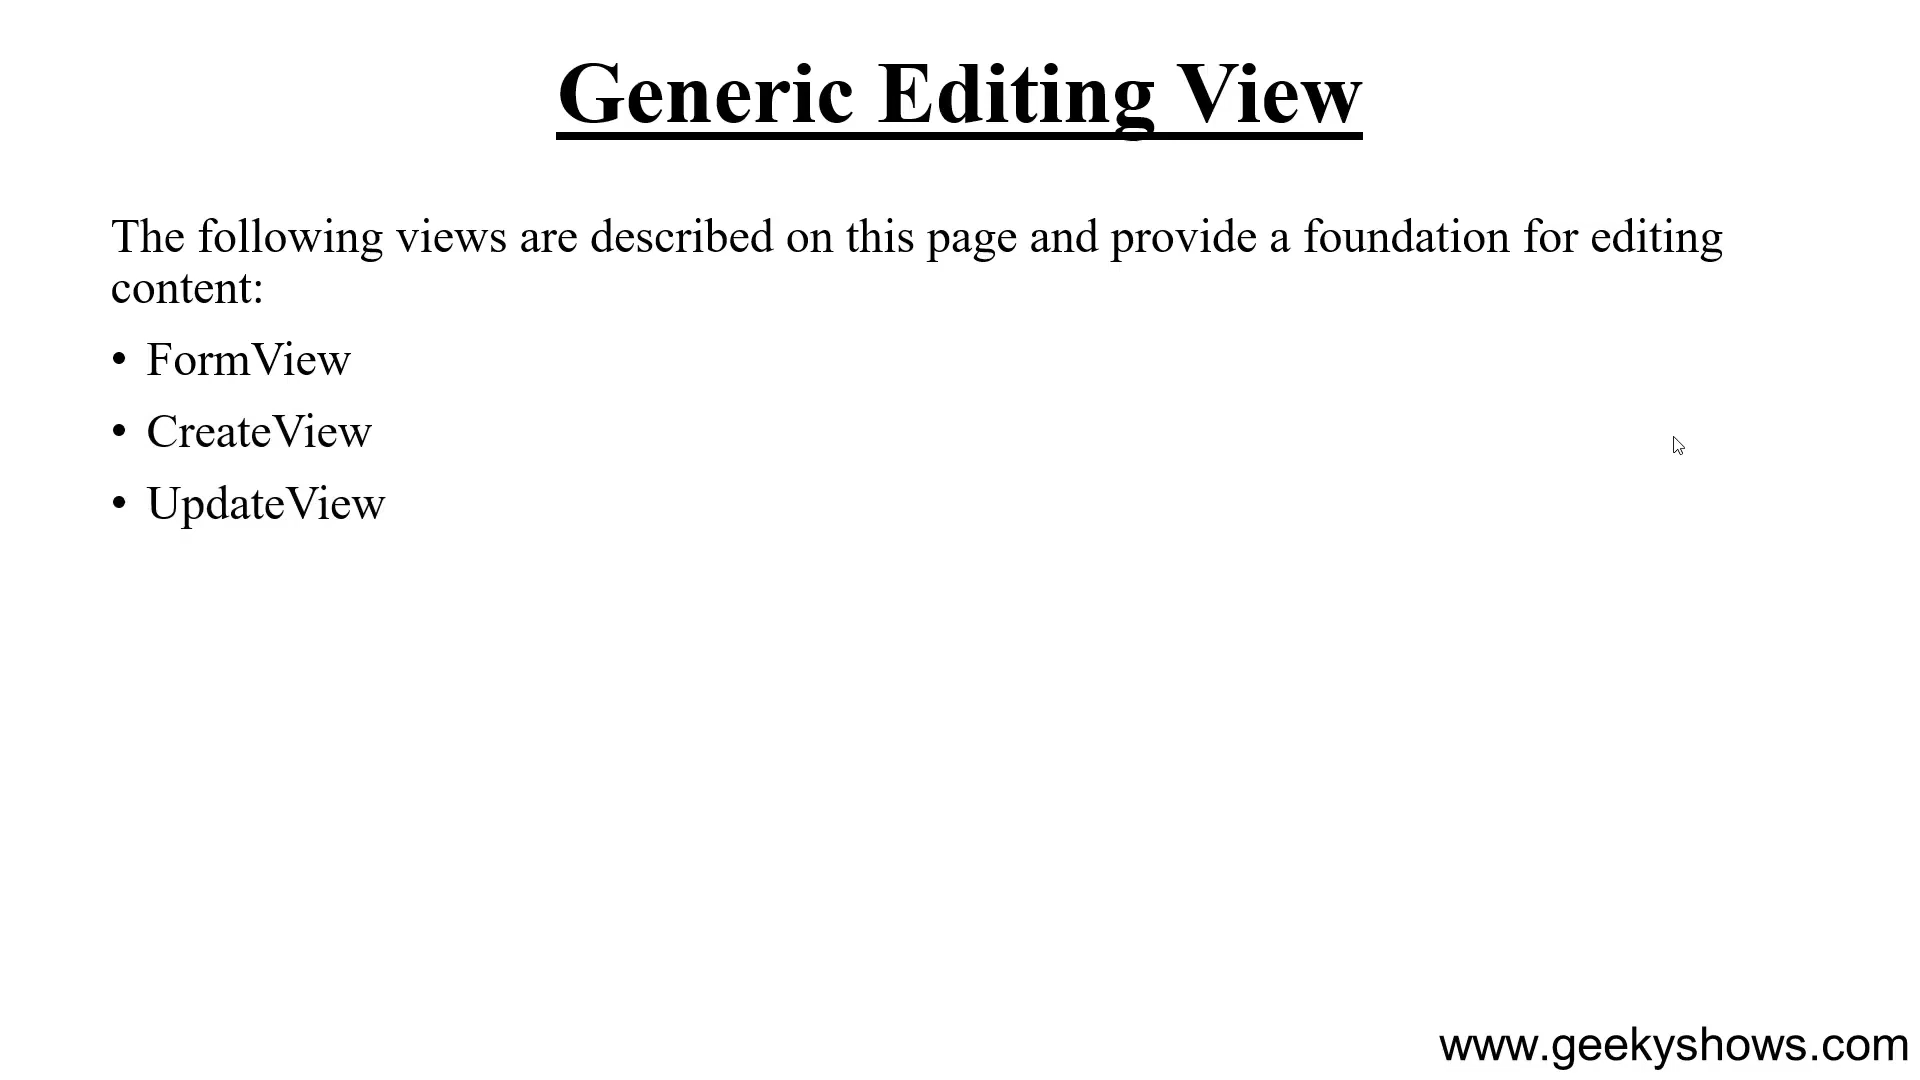 Generic Editing View
The following views are described on this page and provide a foundation for editing
content:
• FormView
• CreateView
• UpdateView
www.geekyshows.com